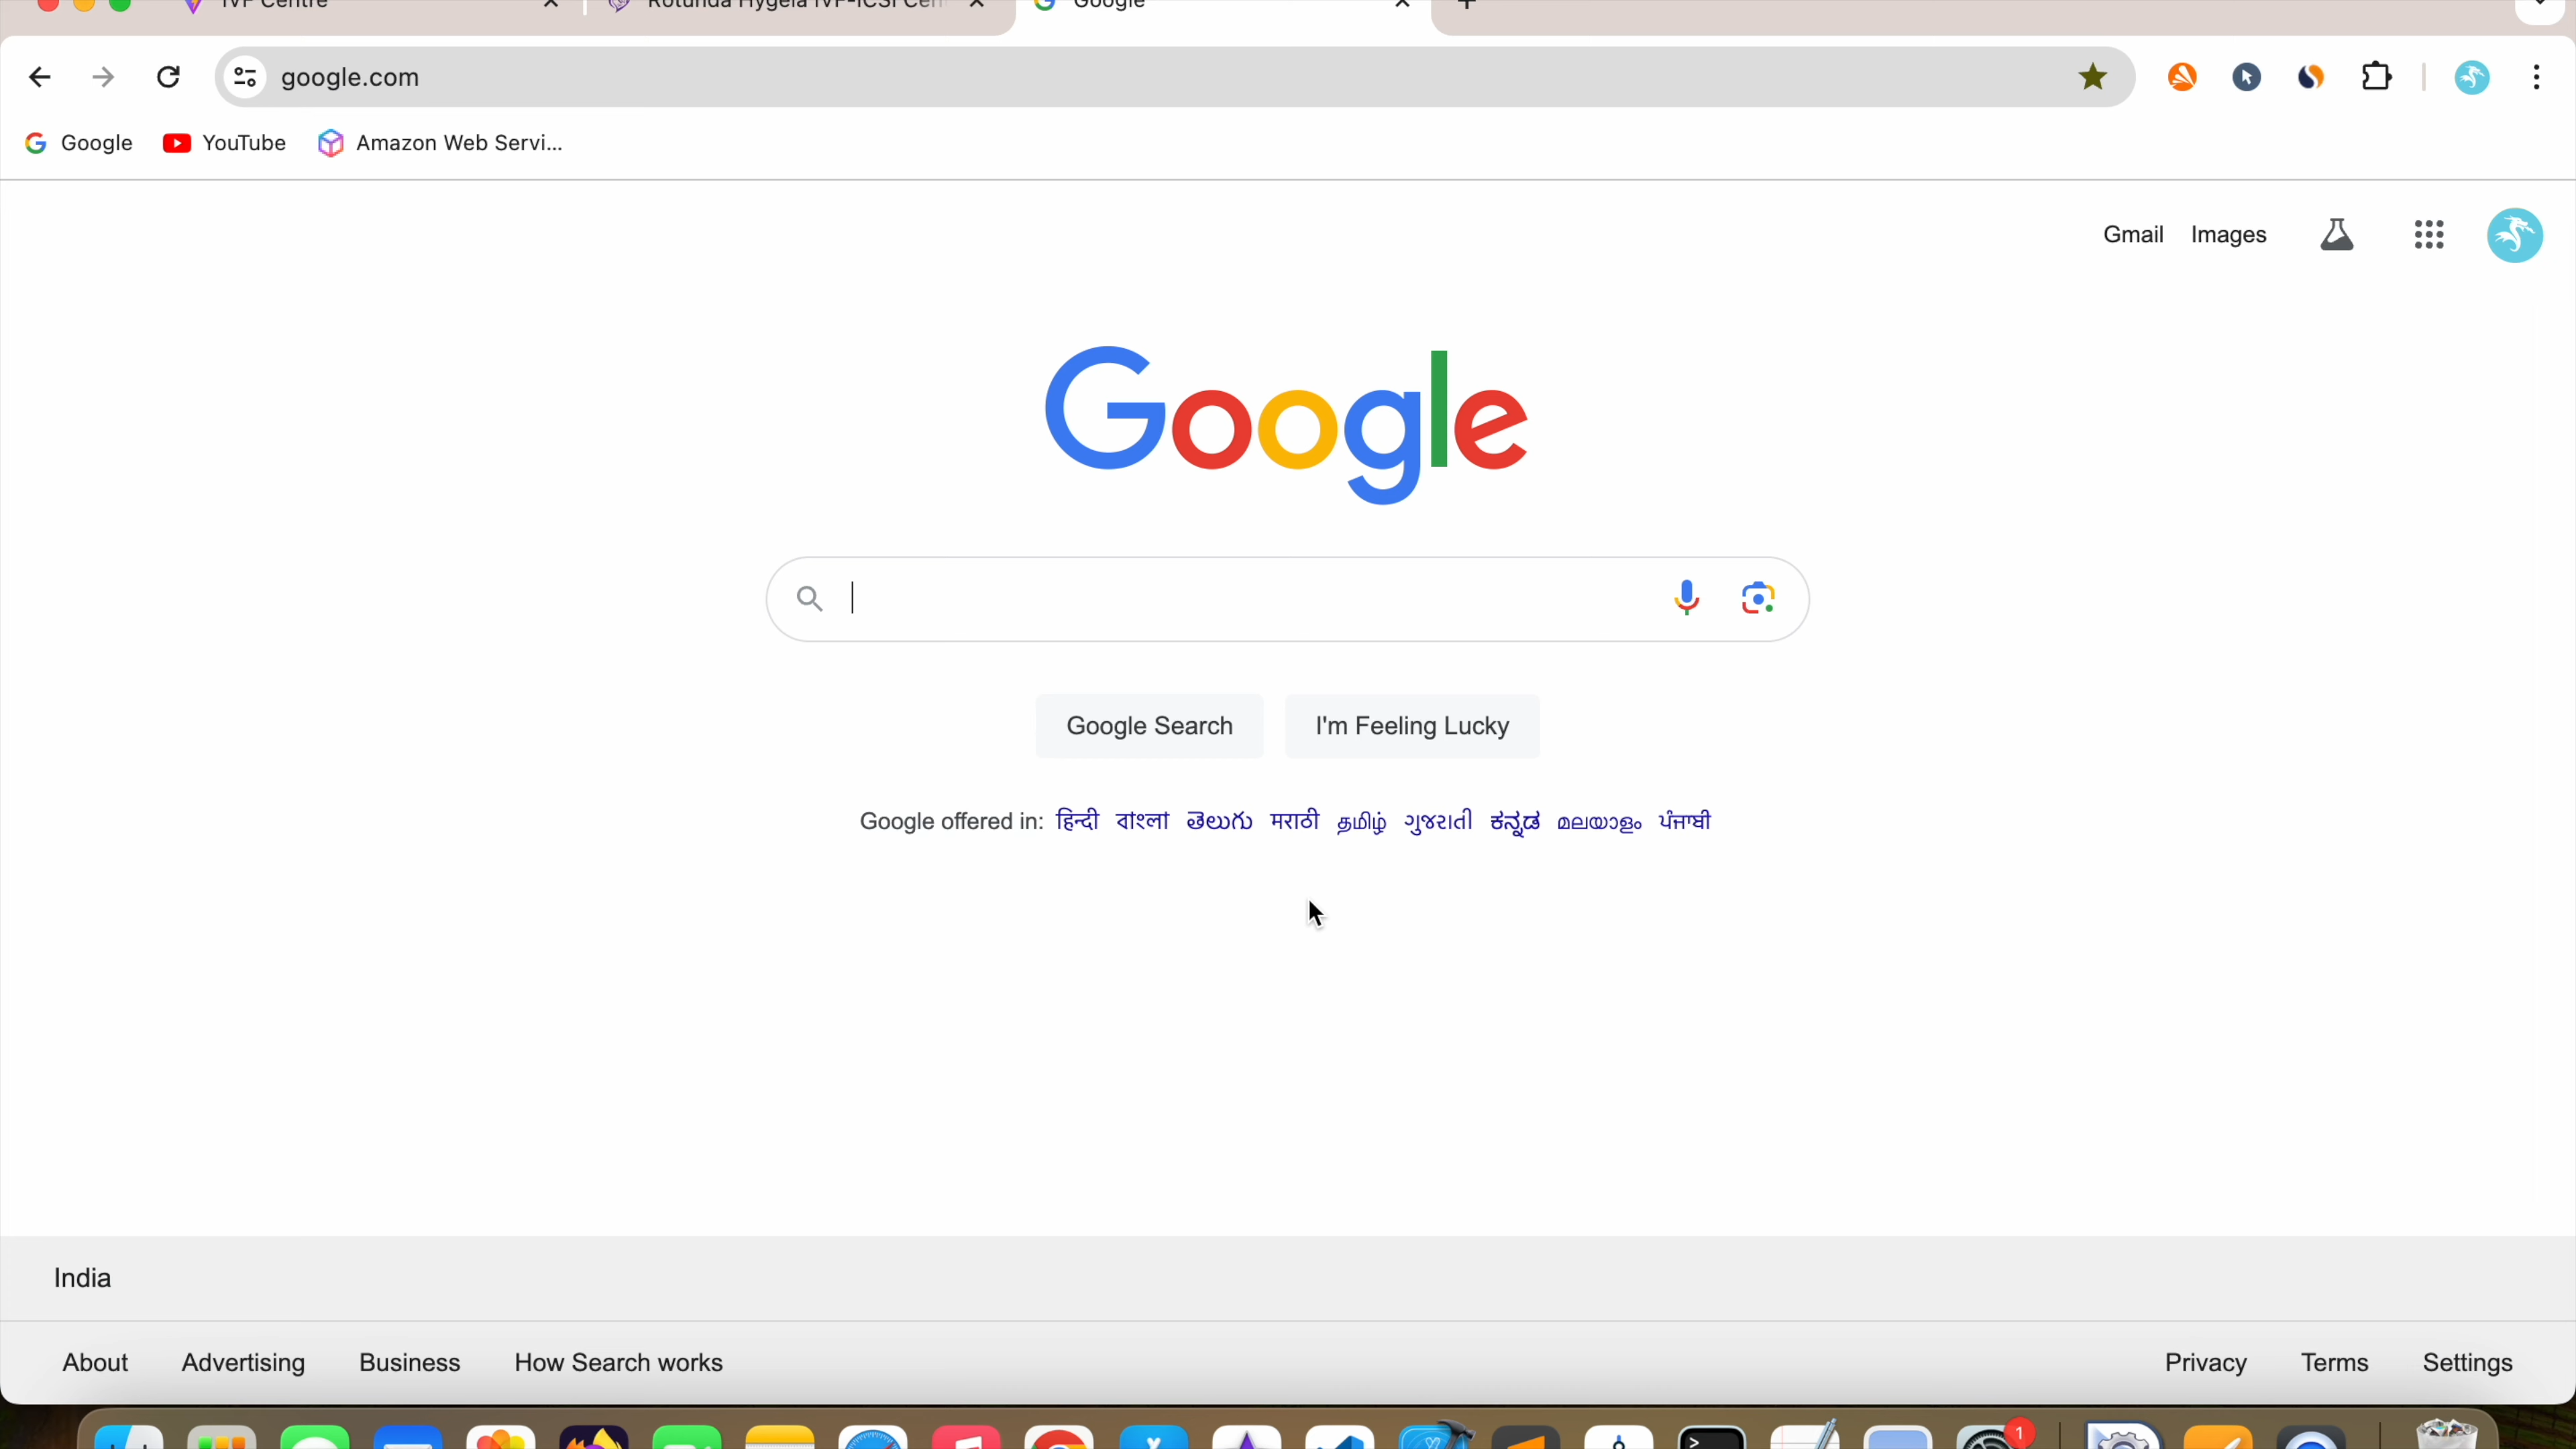 IVF Centre
Rotunda Hygeia IVF-ICSI Cen
Google
google.com
Google YouTube Amazon Web Servi...
Gmail Images
Google
Google Search I'm Feeling Lucky
Google offered in: हिन्दी বাংলা తెలుగు मराठी தமிழ் ગુજરાતી ಕನ್ನಡ മലയാളം ਪੰਜਾਬੀ
India
About Advertising Business How Search works Privacy Terms Settings
1